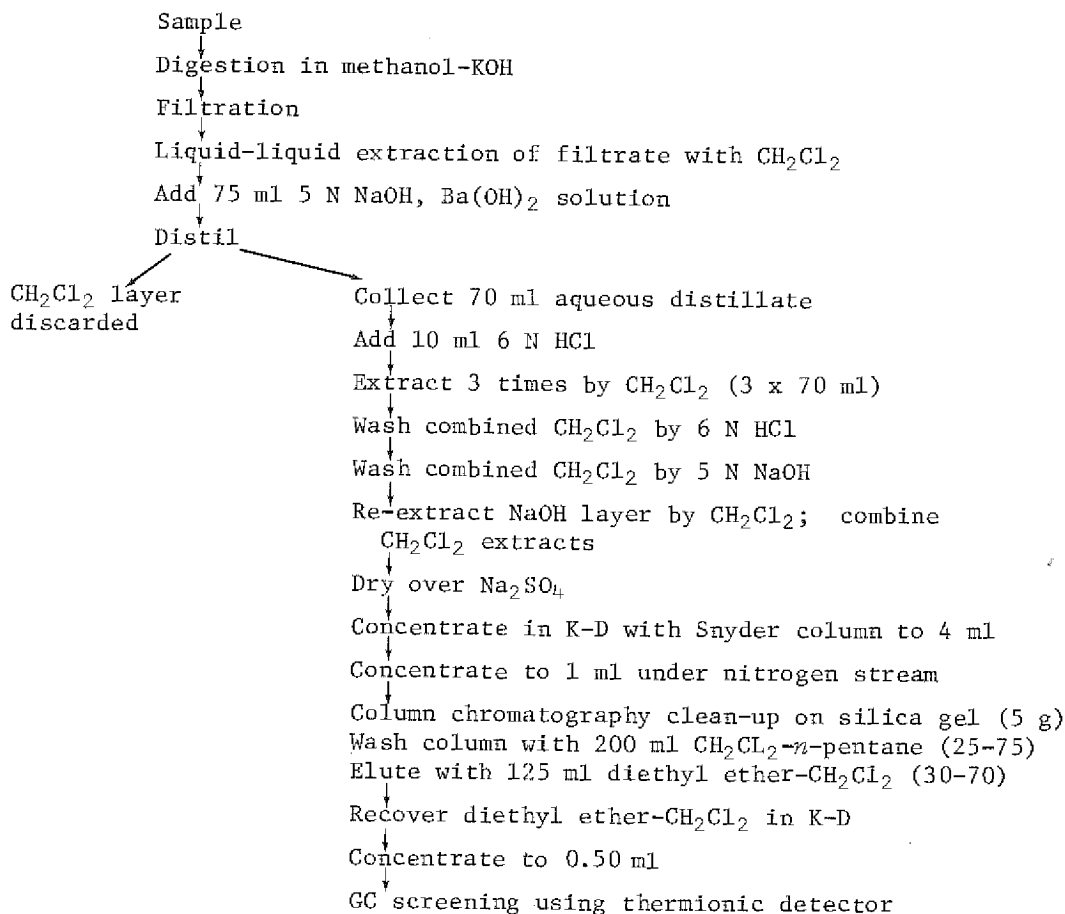 Sample
Digestion in methanol-KOH
Filtration
Liquid-liquid extraction of filtrate with CH₂Cl₂
Add 75 ml 5 N NaOH, Ba(OH)₂ solution
Distil
CH₂Cl₂ layer
discarded
Collect 70 ml aqueous distillate
Add 10 ml 6 N HCl
Extract 3 times by CH₂Cl₂ (3 x 70 ml)
Wash combined CH₂Cl₂ by 6 N HCl
Wash combined CH₂Cl₂ by 5 N NaOH
Re-extract NaOH layer by CH₂Cl₂; combine
CH₂Cl₂ extracts
Dry over Na₂SO₄
Concentrate in K-D with Snyder column to 4 ml
Concentrate to 1 ml under nitrogen stream
Column chromatography clean-up on silica gel (5 g)
Wash column with 200 ml CH₂CL₂-n-pentane (25-75)
Elute with 125 ml diethyl ether-CH₂Cl₂ (30-70)
Recover diethyl ether-CH₂Cl₂ in K-D
Concentrate to 0.50 ml
GC screening using thermionic detector